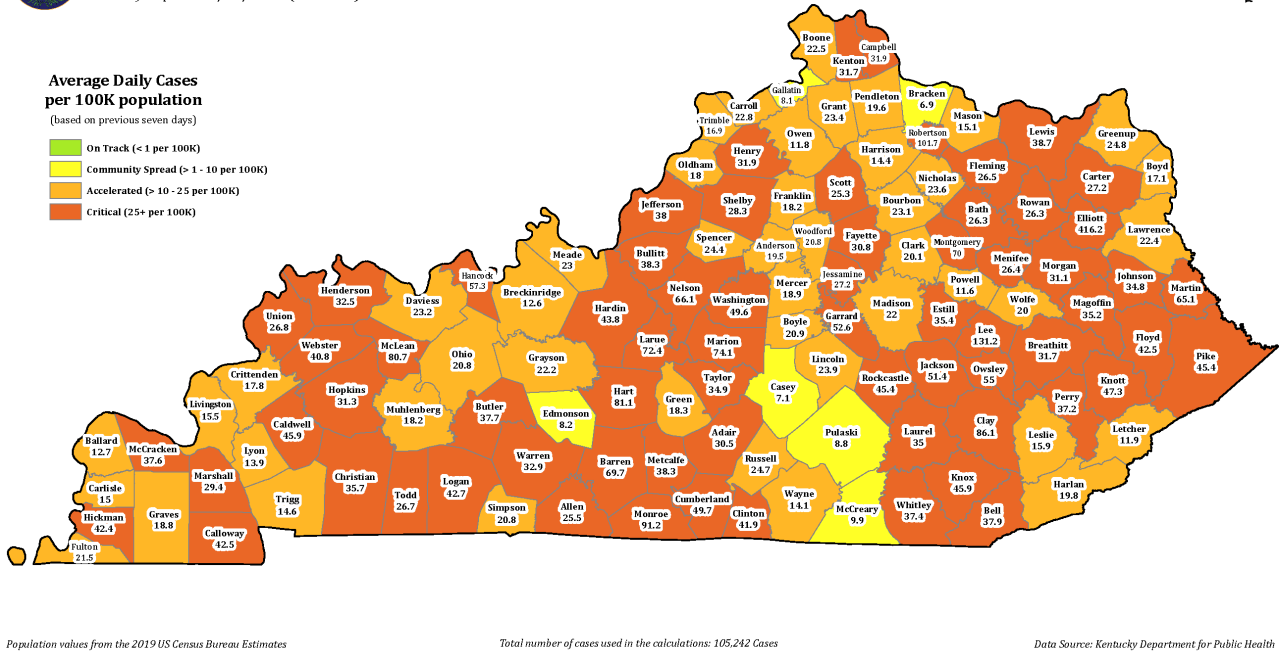 Average Daily Cases
per 100K population
(based on previous seven days)
On Track (< 1 per 100K)
Community Spread (> 1 - 10 per 100K)
Accelerated (> 10 - 25 per 100K)
Critical (25+ per 100K)
Boone
22.5
Kenton
31.7
Campbell
31.9
Gallatin
8.1
Carroll
22.8
Trimble
16.9
Grant
23.4
Pendleton
19.6
Bracken
6.9
Mason
15.1
Robertson
101.7
Lewis
38.7
Greenup
24.8
Boyd
17.1
Owen
11.8
Henry
31.9
Oldham
18
Harrison
14.4
Nicholas
23.6
Fleming
26.5
Carter
27.2
Jefferson
38
Shelby
28.3
Franklin
18.2
Scott
25.3
Bourbon
23.1
Bath
26.3
Rowan
26.3
Elliott
416.2
Lawrence
22.4
Bullitt
38.3
Spencer
24.4
Anderson
19.5
Woodford
20.8
Fayette
30.8
Clark
20.1
Montgomery
70
Menifee
26.4
Morgan
31.1
Johnson
34.8
Martin
65.1
Meade
23
Hancock
57.3
Breckinridge
12.6
Hardin
43.8
Nelson
66.1
Washington
49.6
Mercer
18.9
Jessamine
27.2
Garrard
52.6
Madison
22
Powell
11.6
Estill
35.4
Wolfe
20
Magoffin
35.2
Floyd
42.5
Pike
45.4
Henderson
32.5
Daviess
23.2
Union
26.8
Webster
40.8
McLean
80.7
Ohio
20.8
Grayson
22.2
Larue
72.4
Marion
74.1
Boyle
20.9
Lincoln
23.9
Rockcastle
45.4
Jackson
51.4
Lee
131.2
Owsley
55
Breathitt
31.7
Knott
47.3
Perry
37.2
Crittenden
17.8
Livingston
15.5
Hopkins
31.3
Caldwell
45.9
Muhlenberg
18.2
Butler
37.7
Edmonson
8.2
Hart
81.1
Green
18.3
Taylor
34.9
Casey
7.1
Pulaski
8.8
Laurel
35
Clay
86.1
Leslie
15.9
Letcher
11.9
Ballard
12.7
McCracken
37.6
Marshall
29.4
Lyon
13.9
Carlisle
15
Graves
18.8
Hickman
42.4
Fulton
21.5
Calloway
42.5
Trigg
14.6
Christian
35.7
Todd
26.7
Logan
42.7
Warren
32.9
Simpson
20.8
Allen
25.5
Barren
69.7
Metcalfe
38.3
Adair
30.5
Russell
24.7
Monroe
91.2
Cumberland
49.7
Clinton
41.9
Wayne
14.1
McCreary
9.9
Whitley
37.4
Knox
45.9
Bell
37.9
Harlan
19.8
Population values from the 2019 US Census Bureau Estimates
Total number of cases used in the calculations: 105,242 Cases
Data Source: Kentucky Department for Public Health